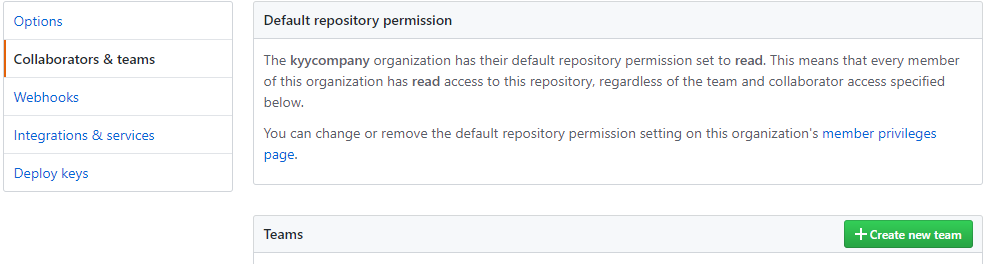 Options
Collaborators & teams
Webhooks
Integrations & services
Deploy keys
Default repository permission
The kyycompany organization has their default repository permission set to read. This means that every member
of this organization has read access to this repository, regardless of the team and collaborator access specified
below.
You can change or remove the default repository permission setting on this organization's member privileges
page.
Teams
Create new team